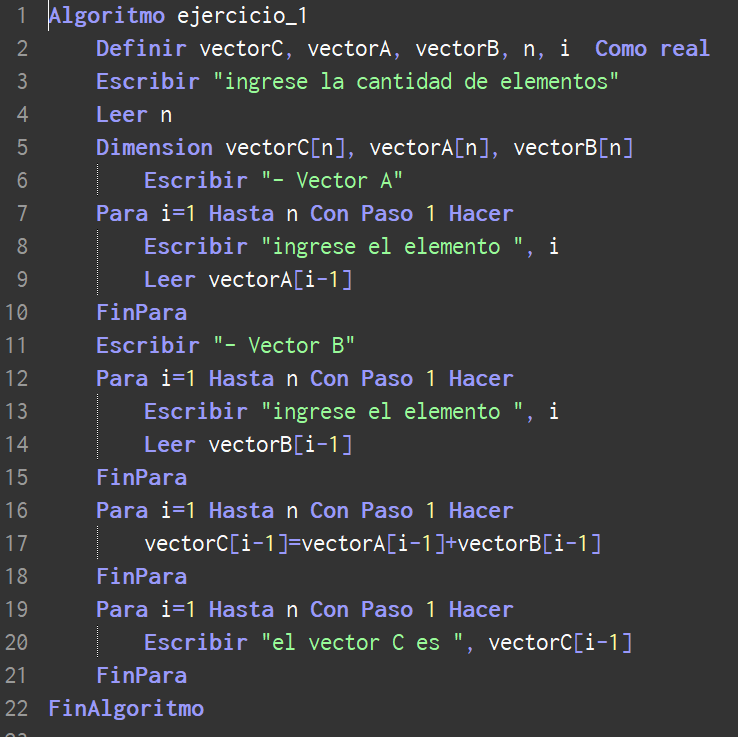 1 Algoritmo ejercicio_1
2 Definir vectorC, vectorA, vectorB, n, i  Como real
3 Escribir "ingrese la cantidad de elementos"
4 Leer n
5 Dimension vectorC[n], vectorA[n], vectorB[n]
6 Escribir "- Vector A"
7 Para i=1 Hasta n Con Paso 1 Hacer
8 Escribir "ingrese el elemento ", i
9 Leer vectorA[i-1]
10 FinPara
11 Escribir "- Vector B"
12 Para i=1 Hasta n Con Paso 1 Hacer
13 Escribir "ingrese el elemento ", i
14 Leer vectorB[i-1]
15 FinPara
16 Para i=1 Hasta n Con Paso 1 Hacer
17 vectorC[i-1]=vectorA[i-1]+vectorB[i-1]
18 FinPara
19 Para i=1 Hasta n Con Paso 1 Hacer
20 Escribir "el vector C es ", vectorC[i-1]
21 FinPara
22 FinAlgoritmo